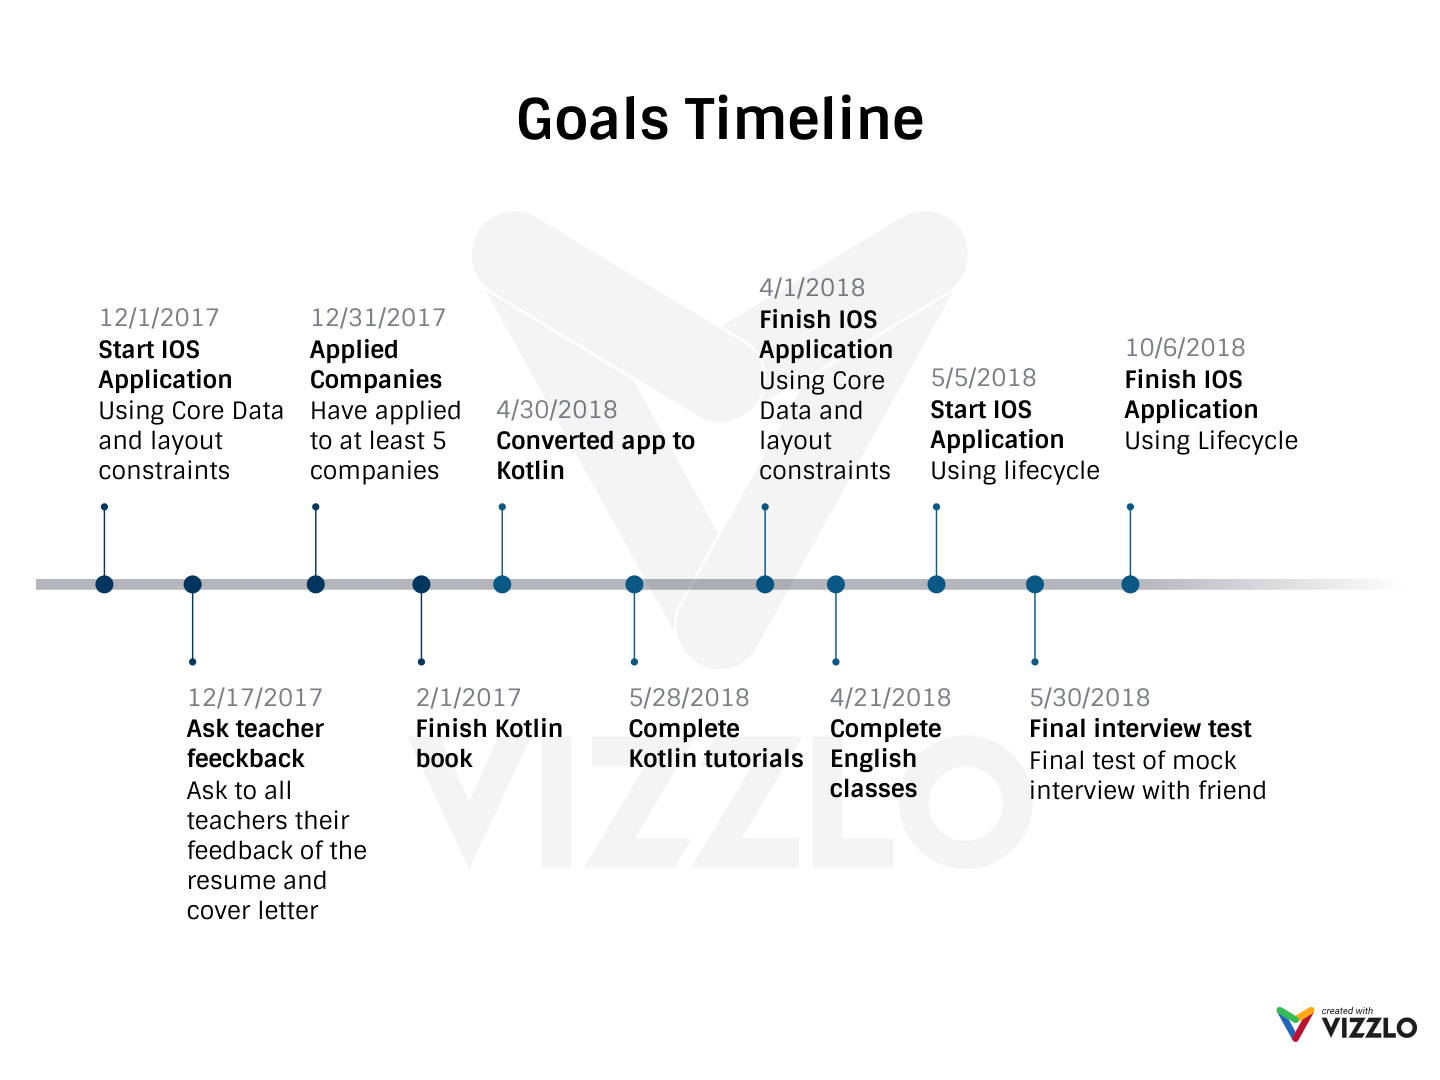 Goals Timeline
12/1/2017
Start IOS
Application
Using Core Data
and layout
constraints
12/17/2017
Ask teacher
feeckback
Ask to all
teachers their
feedback of the
resume and
cover letter
12/31/2017
Applied
Companies
Have applied
to at least 5
companies
2/1/2017
Finish Kotlin
book
4/30/2018
Converted app to
Kotlin
5/28/2018
Complete
Kotlin tutorials
4/1/2018
Finish IOS
Application
Using Core
Data and
layout
constraints
4/21/2018
Complete
English
classes
5/5/2018
Start IOS
Application
Using lifecycle
5/30/2018
Final interview test
Final test of mock
interview with friend
10/6/2018
Finish IOS
Application
Using Lifecycle
VIZZLO
created with
VIZZLO